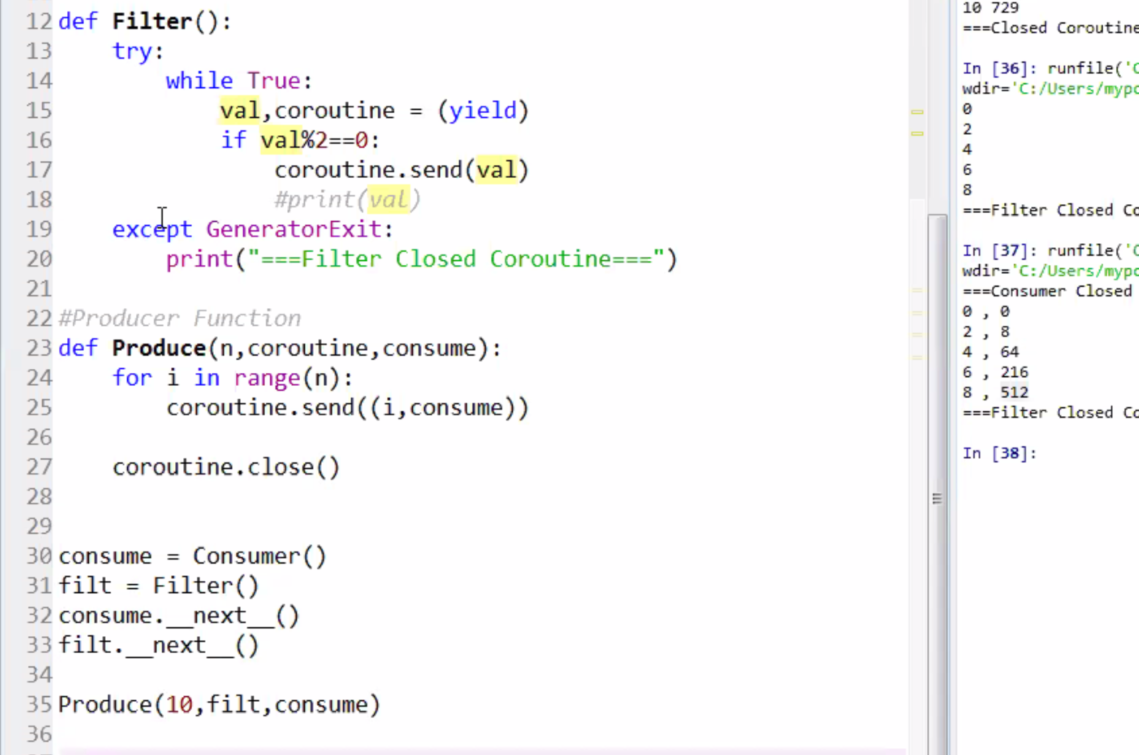 12 def Filter():
13 try:
14 while True:
15 val,coroutine = (yield)
16 if val%2==0:
17 coroutine.send(val)
18 #print(val)
19 except GeneratorExit:
20 print("===Filter Closed Coroutine===")
21
22 #Producer Function
23 def Produce(n,coroutine,consume):
24 for i in range(n):
25 coroutine.send((i,consume))
26
27 coroutine.close()
28
29
30 consume = Consumer()
31 filt = Filter()
32 consume.__next__()
33 filt.__next__()
34
35 Produce(10,filt,consume)
36
10 729
===Closed Coroutine
In [36]: runfile('C
wdir='C:/Users/mypc
0
2
4
6
8
===Filter Closed Co
In [37]: runfile('C
wdir='C:/Users/mypc
===Consumer Closed
0 , 0
2 , 8
4 , 64
6 , 216
8 , 512
===Filter Closed Co
In [38]: